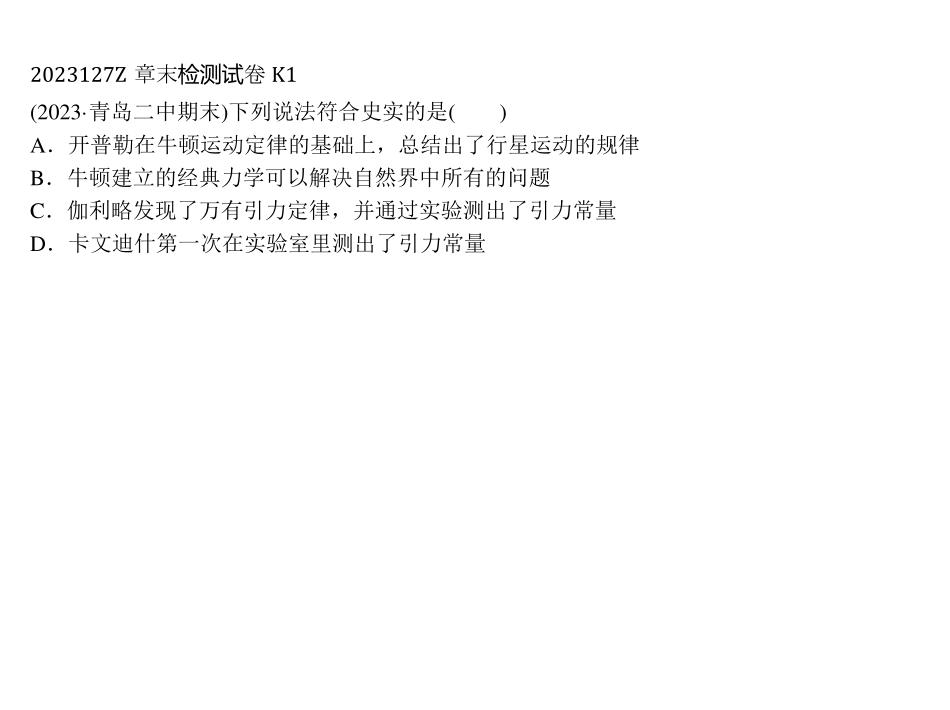 2023127Z 章末检测试卷 K1
(2023·青岛二中期末)下列说法符合史实的是(　　)
A．开普勒在牛顿运动定律的基础上，总结出了行星运动的规律
B．牛顿建立的经典力学可以解决自然界中所有的问题
C．伽利略发现了万有引力定律，并通过实验测出了引力常量
D．卡文迪什第一次在实验室里测出了引力常量